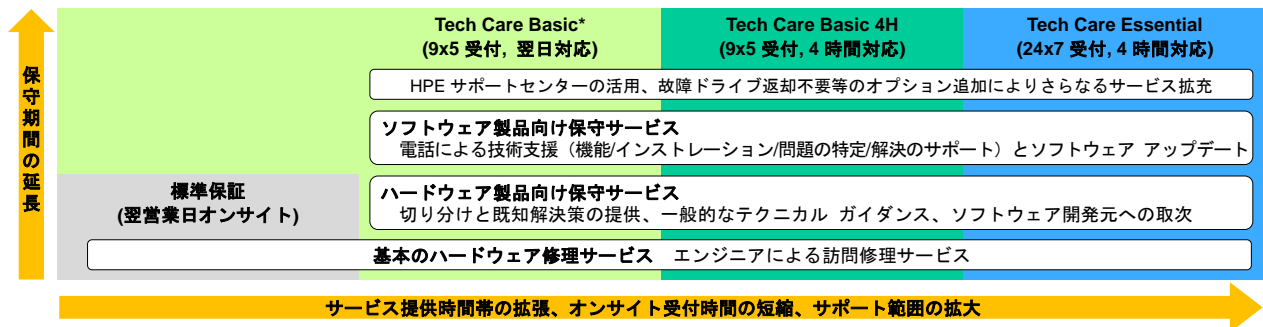 Tech Care Basic*
(9x5 受付, 翌日対応)
Tech Care Basic 4H
(9x5 受付, 4 時間対応)
Tech Care Essential
(24x7 受付, 4 時間対応)
保守期間の延長
HPE サポートセンターの活用、故障ドライブ返却不要等のオプション追加によりさらなるサービス拡充
ソフトウェア製品向け保守サービス
電話による技術支援（機能/インストレーション/問題の特定/解決のサポート）とソフトウェア アップデート
標準保証
(翌営業日オンサイト)
ハードウェア製品向け保守サービス
切り分けと既知解決策の提供、一般的なテクニカル ガイダンス、ソフトウェア開発元への取次
基本のハードウェア修理サービス エンジニアによる訪問修理サービス
サービス提供時間帯の拡張、オンサイト受付時間の短縮、サポート範囲の拡大